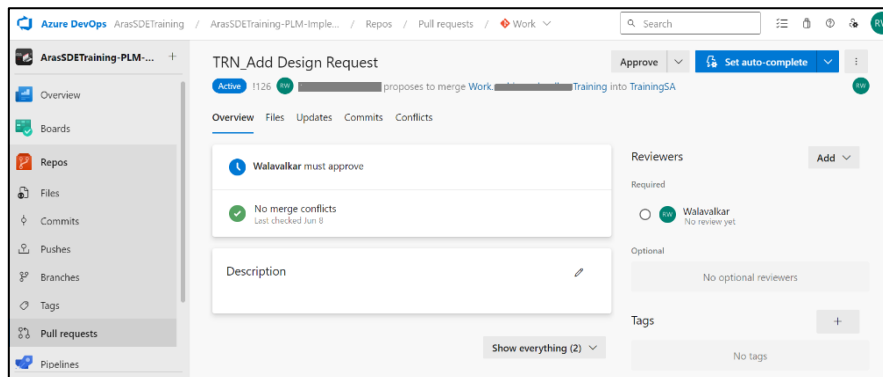 Azure DevOps ArasSDETraining / ArasSDETraining-PLM-Imple... / Repos / Pull requests / Work
Search
ArasSDETraining-PLM-... +
Overview
Boards
Repos
Files
Commits
Pushes
Branches
Tags
Pull requests
Pipelines
TRN_Add Design Request
Approve
Set auto-complete
Active !126 RW proposes to merge Work. Training into TrainingSA
RW
Overview Files Updates Commits Conflicts
Walavalkar must approve
No merge conflicts
Last checked Jun 8
Description
Show everything (2)
Reviewers
Add
Required
RW Walavalkar
No review yet
Optional
No optional reviewers
Tags
+
No tags